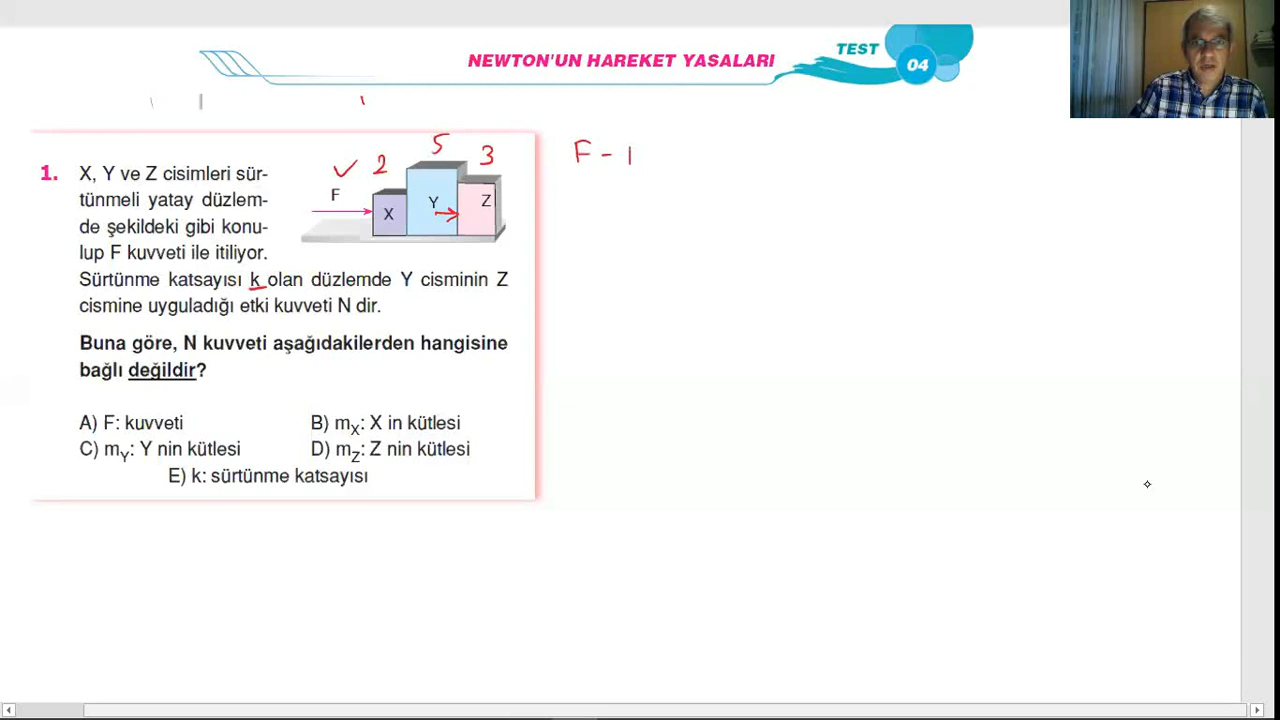 NEWTON'UN HAREKET YASALARI
TEST
04
1.
X, Y ve Z cisimleri sür-
tünmeli yatay düzlem-
de şekildeki gibi konu-
lup F kuvveti ile itiliyor.
Sürtünme katsayısı k olan düzlemde Y cisminin Z
cismine uyguladığı etki kuvveti N dir.
F
2
5
3
X
Y
Z
F - 1
Buna göre, N kuvveti aşağıdakilerden hangisine
bağlı değildir?
A) F: kuvveti
B) mX: X in kütlesi
C) mY: Y nin kütlesi
D) mZ: Z nin kütlesi
E) k: sürtünme katsayısı